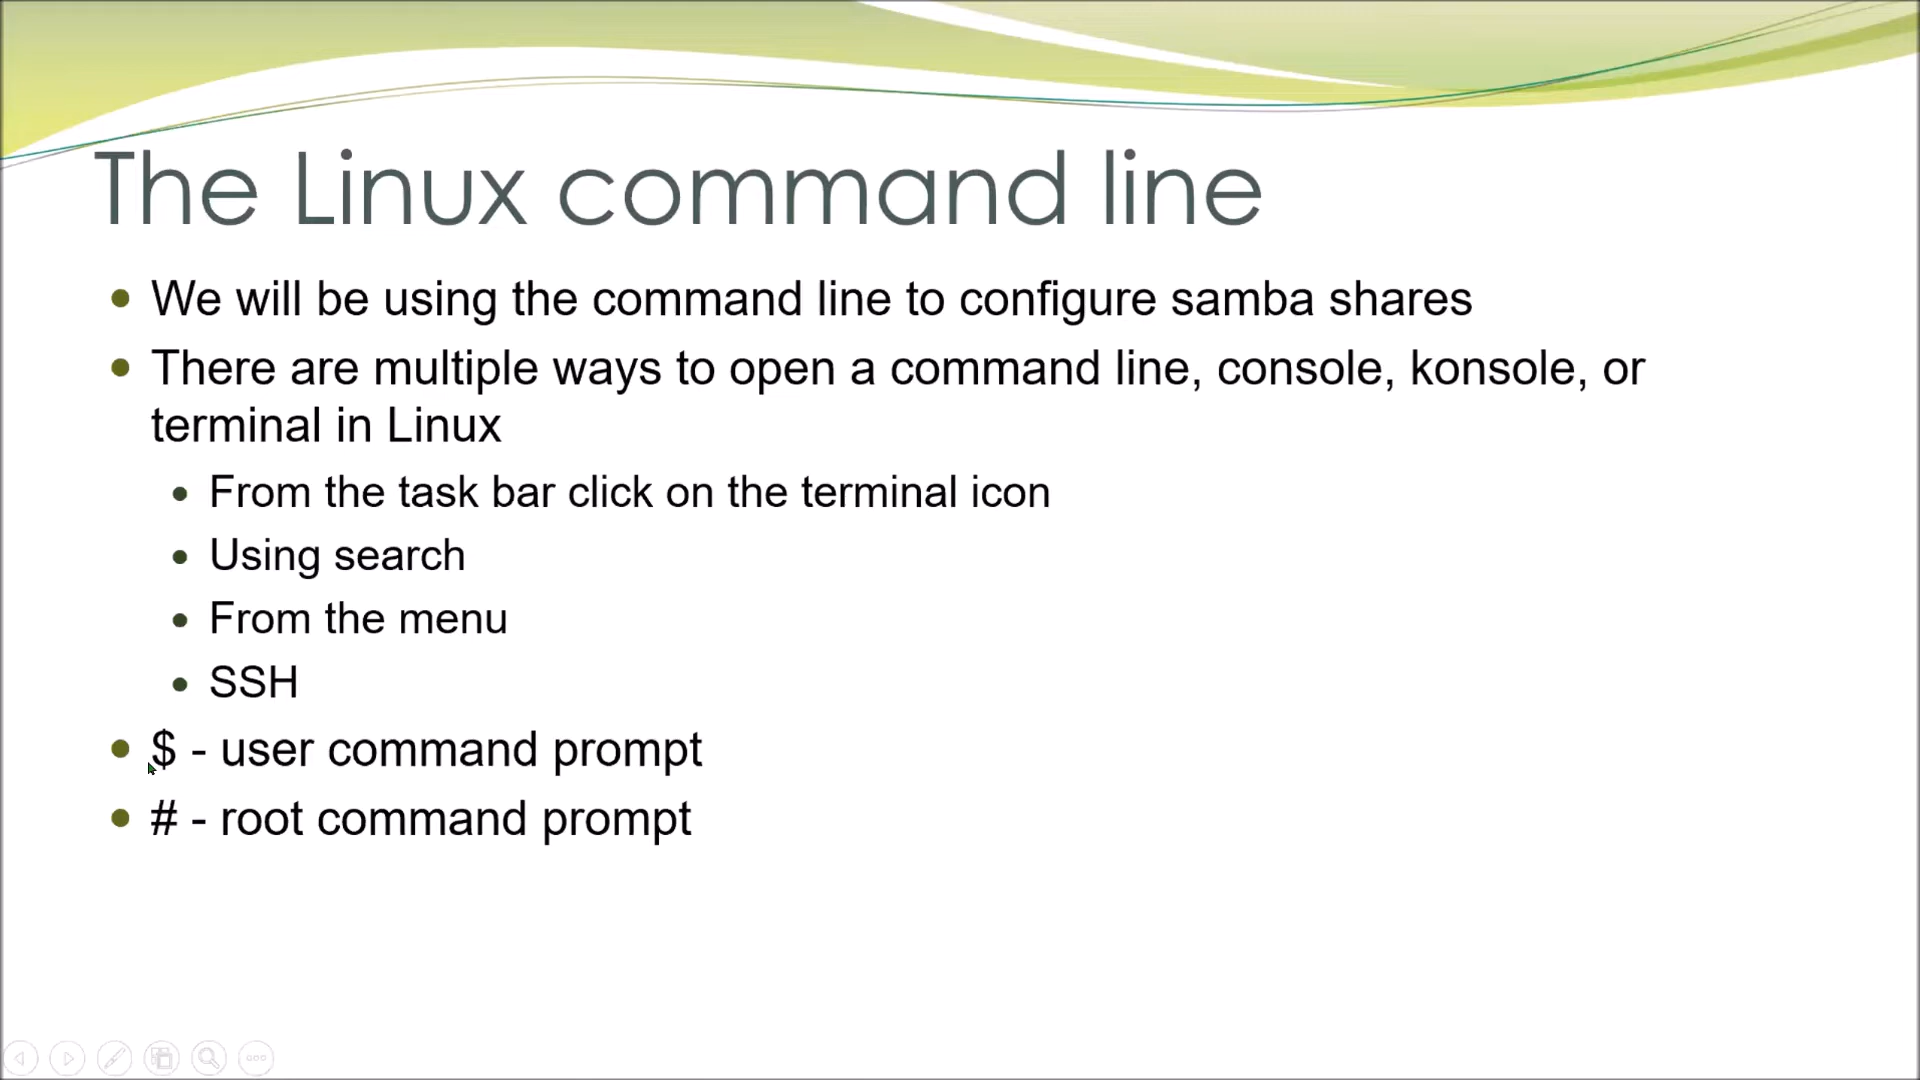 The Linux command line
• We will be using the command line to configure samba shares
• There are multiple ways to open a command line, console, konsole, or
terminal in Linux
• From the task bar click on the terminal icon
• Using search
• From the menu
• SSH
• $ - user command prompt
• # - root command prompt